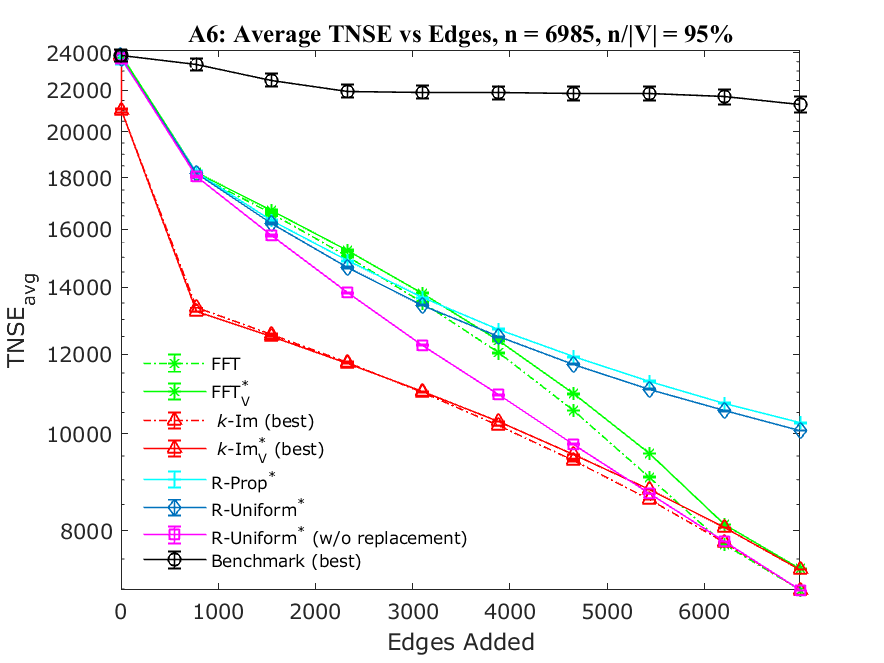 A6: Average TNSE vs Edges, n = 6985, n/|V| = 95%
24000
22000
20000
18000
16000
14000
12000
10000
8000
TNSE_avg
FFT
FFT*_V
k-Im (best)
k-Im*_V (best)
R-Prop*
R-Uniform*
R-Uniform* (w/o replacement)
Benchmark (best)
0 1000 2000 3000 4000 5000 6000
Edges Added